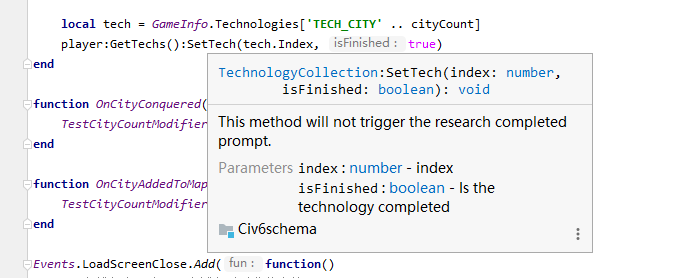 local tech = GameInfo.Technologies['TECH_CITY' .. cityCount]
player:GetTechs():SetTech(tech.Index, isFinished: true)
end
TechnologyCollection:SetTech(index: number,
isFinished: boolean): void
This method will not trigger the research completed
prompt.
Parameters index: number - index
isFinished: boolean - Is the
technology completed
Civ6schema
function OnCityConquered(
TestCityCountModifier
end
function OnCityAddedToMap
TestCityCountModifier
end
Events.LoadScreenClose.Add( fun: function()